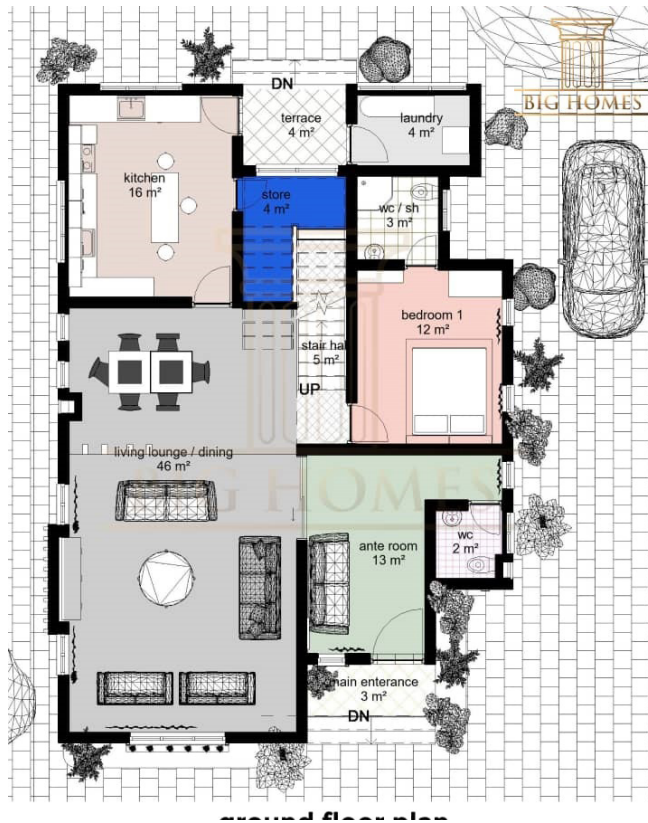 BIG HOMES
DN
terrace
4 m²
laundry
4 m²
kitchen
16 m²
store
4 m²
wc / sh
3 m²
bedroom 1
12 m²
stair hal
5 m²
UP
living lounge / dining
46 m²
BIG HOMES
ante room
13 m²
wc
2 m²
main entarance
3 m²
DN
ground floor plan